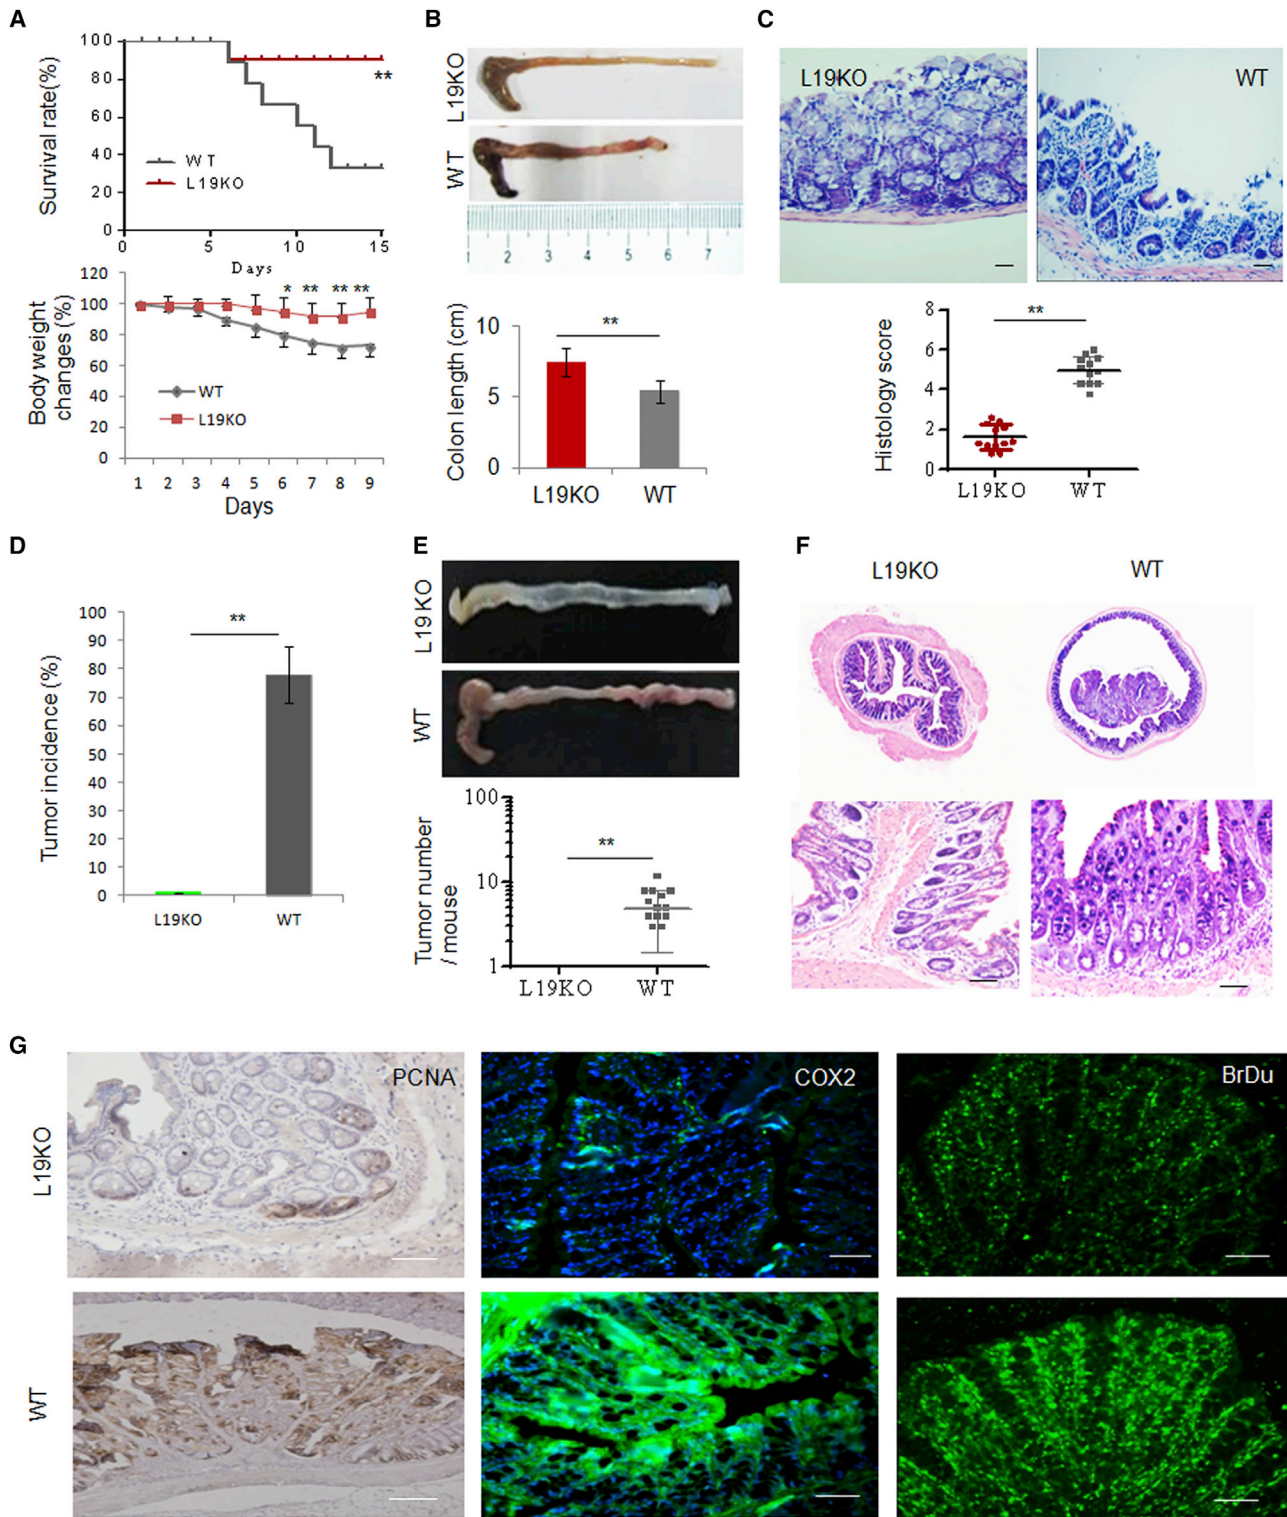 A
Survival rate(%)
100
80
60
40
20
0
**
WT
L19KO
0
5
10
15
Days
Body weight
changes (%)
120
100
80
60
40
20
0
* ** ** **
WT
L19KO
1 2 3 4 5 6 7 8 9
Days
B
L19KO
WT
1 2 3 4 5 6 7
Colon length (cm)
10
5
0
**
L19KO
WT
C
L19KO
WT
Histology score
8
6
4
2
0
**
L19KO
WT
D
Tumor incidence (%)
100
90
80
70
60
50
40
30
20
10
0
**
L19KO
WT
E
L19KO
WT
Tumor number
/ mouse
100
10
1
**
L19KO
WT
F
L19KO
WT
G
L19KO
PCNA
COX2
BrDu
WT